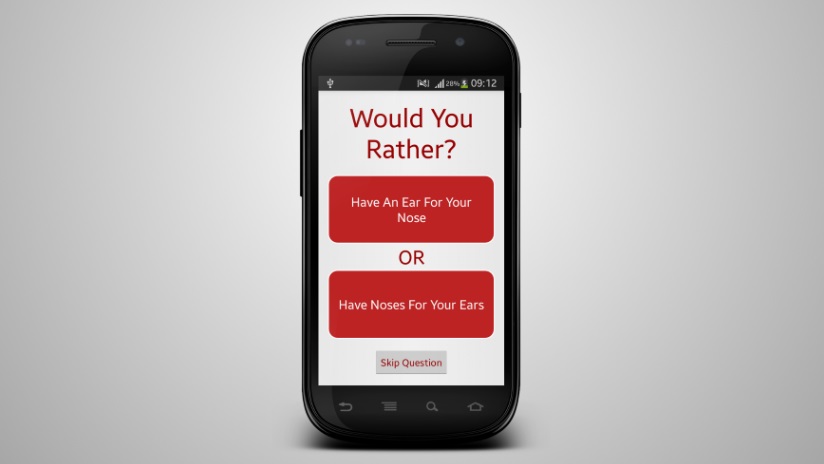 28% 09:12
Would You
Rather?
Have An Ear For Your
Nose
OR
Have Noses For Your Ears
Skip Question